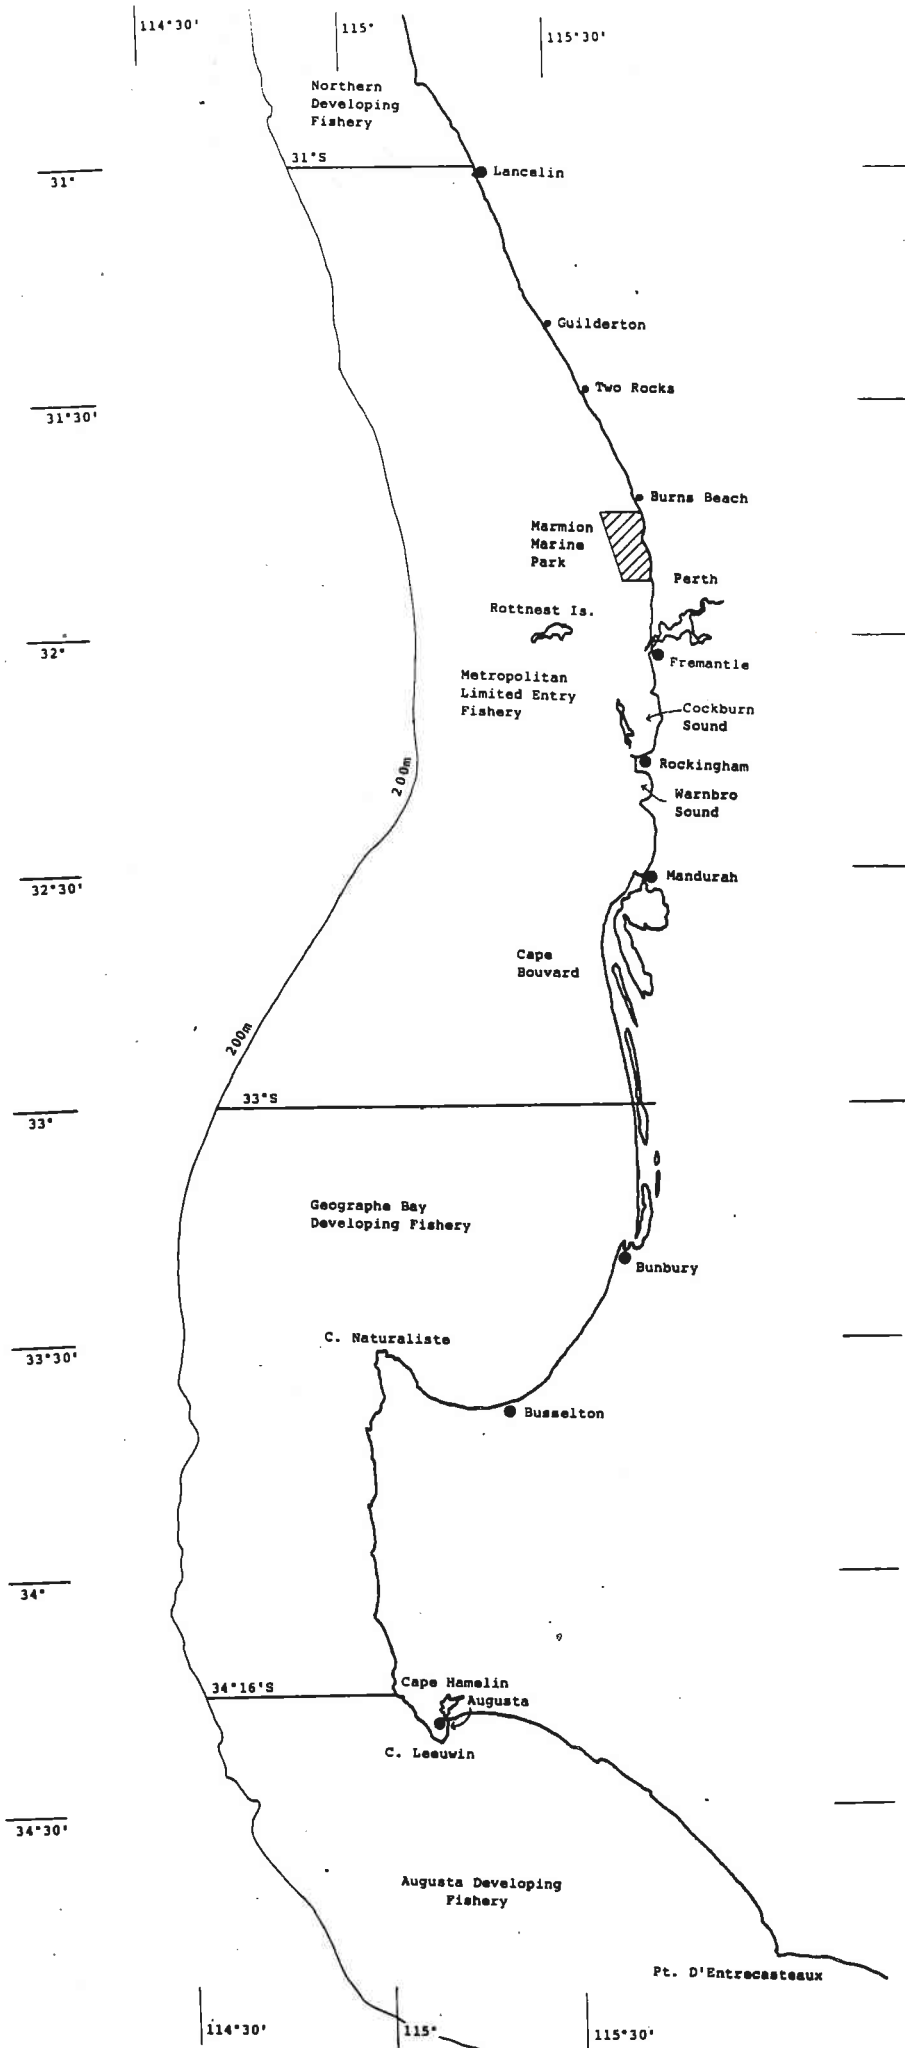 114°30'
115°
115°30'
Northern
Developing
Fishery
31°S
31°
Lancelin
Guilderton
Two Rocks
31°30'
Burns Beach
Marmion
Marine
Park
Perth
Rottnest Is.
32°
Fremantle
Metropolitan
Limited Entry
Fishery
Cockburn
Sound
200m
Rockingham
Warnbro
Sound
32°30'
Mandurah
Cape
Bouvard
200m
33°S
33°
Geographe Bay
Developing Fishery
Bunbury
C. Naturaliste
33°30'
Busselton
34°
34°16'S
Cape Hamelin
Augusta
C. Leeuwin
34°30'
Augusta Developing
Fishery
Pt. D'Entrecasteaux
114°30'
115°
115°30'